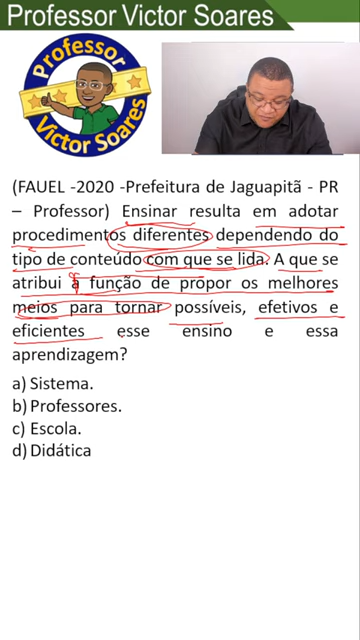 Professor Victor Soares
Professor
Victor Soares
(FAUEL -2020 -Prefeitura de Jaguapitã - PR
– Professor) Ensinar resulta em adotar
procedimentos diferentes dependendo do
tipo de conteúdo com que se lida. A que se
atribui a função de propor os melhores
meios para tornar possíveis, efetivos e
eficientes esse ensino e essa
aprendizagem?
a) Sistema.
b) Professores.
c) Escola.
d) Didática